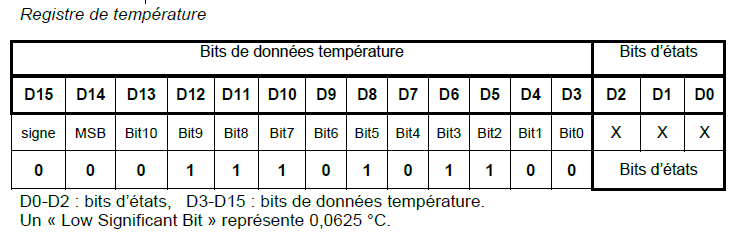 Registre de température
Bits de données température Bits d'états
D15 D14 D13 D12 D11 D10 D9 D8 D7 D6 D5 D4 D3 D2 D1 D0
signe MSB Bit10 Bit9 Bit8 Bit7 Bit6 Bit5 Bit4 Bit3 Bit2 Bit1 Bit0 X X X
0 0 0 1 1 1 0 1 0 1 1 0 0 Bits d'états
D0-D2 : bits d'états, D3-D15 : bits de données température.
Un « Low Significant Bit » représente 0,0625 °C.